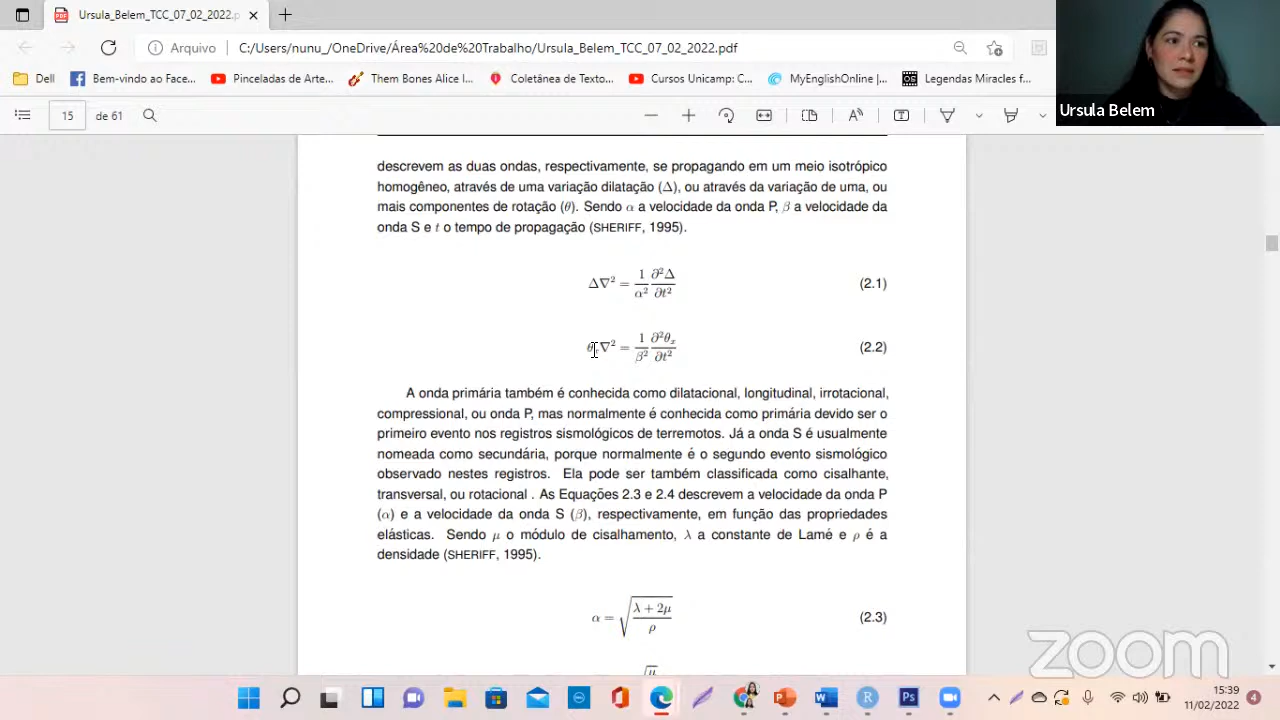 Ursula_Belem_TCC_07_02_2022.p
Arquivo C:/Users/nunu_/OneDrive/Área%20de%20Trabalho/Ursula_Belem_TCC_07_02_2022.pdf
Dell Bem-vindo ao Face... Pinceladas de Arte... Them Bones Alice I... Coletânea de Texto... Cursos Unicamp: C... MyEnglishOnline |... Legendas Miracles f...
Ursula Belem
15 de 61
descrevem as duas ondas, respectivamente, se propagando em um meio isotrópico
homogêneo, através de uma variação dilatação (Δ), ou através da variação de uma, ou
mais componentes de rotação (θ). Sendo α a velocidade da onda P, β a velocidade da
onda S e t o tempo de propagação (SHERIFF, 1995).
Δ∇² = 1/α² ∂²Δ/∂t² (2.1)
θₓ∇² = 1/β² ∂²θₓ/∂t² (2.2)
A onda primária também é conhecida como dilatacional, longitudinal, irrotacional,
compressional, ou onda P, mas normalmente é conhecida como primária devido ser o
primeiro evento nos registros sismológicos de terremotos. Já a onda S é usualmente
nomeada como secundária, porque normalmente é o segundo evento sismológico
observado nestes registros. Ela pode ser também classificada como cisalhante,
transversal, ou rotacional . As Equações 2.3 e 2.4 descrevem a velocidade da onda P
(α) e a velocidade da onda S (β), respectivamente, em função das propriedades
elásticas. Sendo μ o módulo de cisalhamento, λ a constante de Lamé e ρ é a
densidade (SHERIFF, 1995).
α = √((λ + 2μ)/ρ) (2.3)
√μ
zoom
15:39
11/02/2022
4